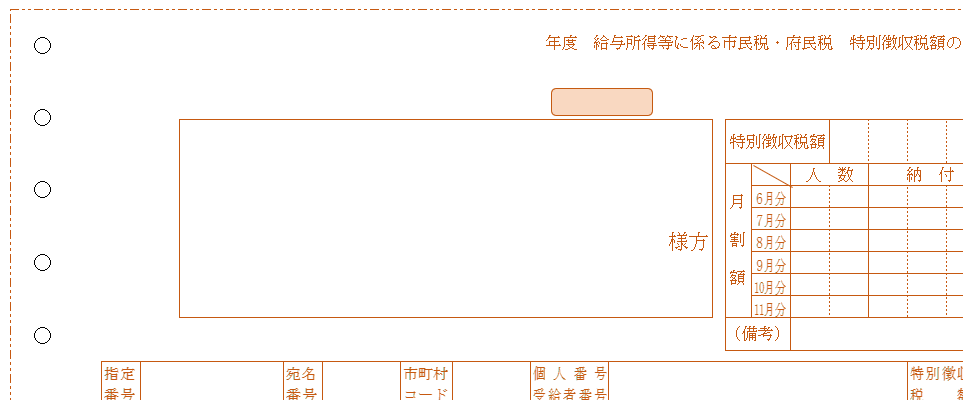 年度　給与所得等に係る市民税・府民税　特別徴収税額の
特別徴収税額
人　数　納　付
月割額
6月分
7月分
8月分
9月分
10月分
11月分
様方
（備考）
指定　宛名　市町村　個人番号　特別徴収
番号　番号　コード　受給者番号　税　額